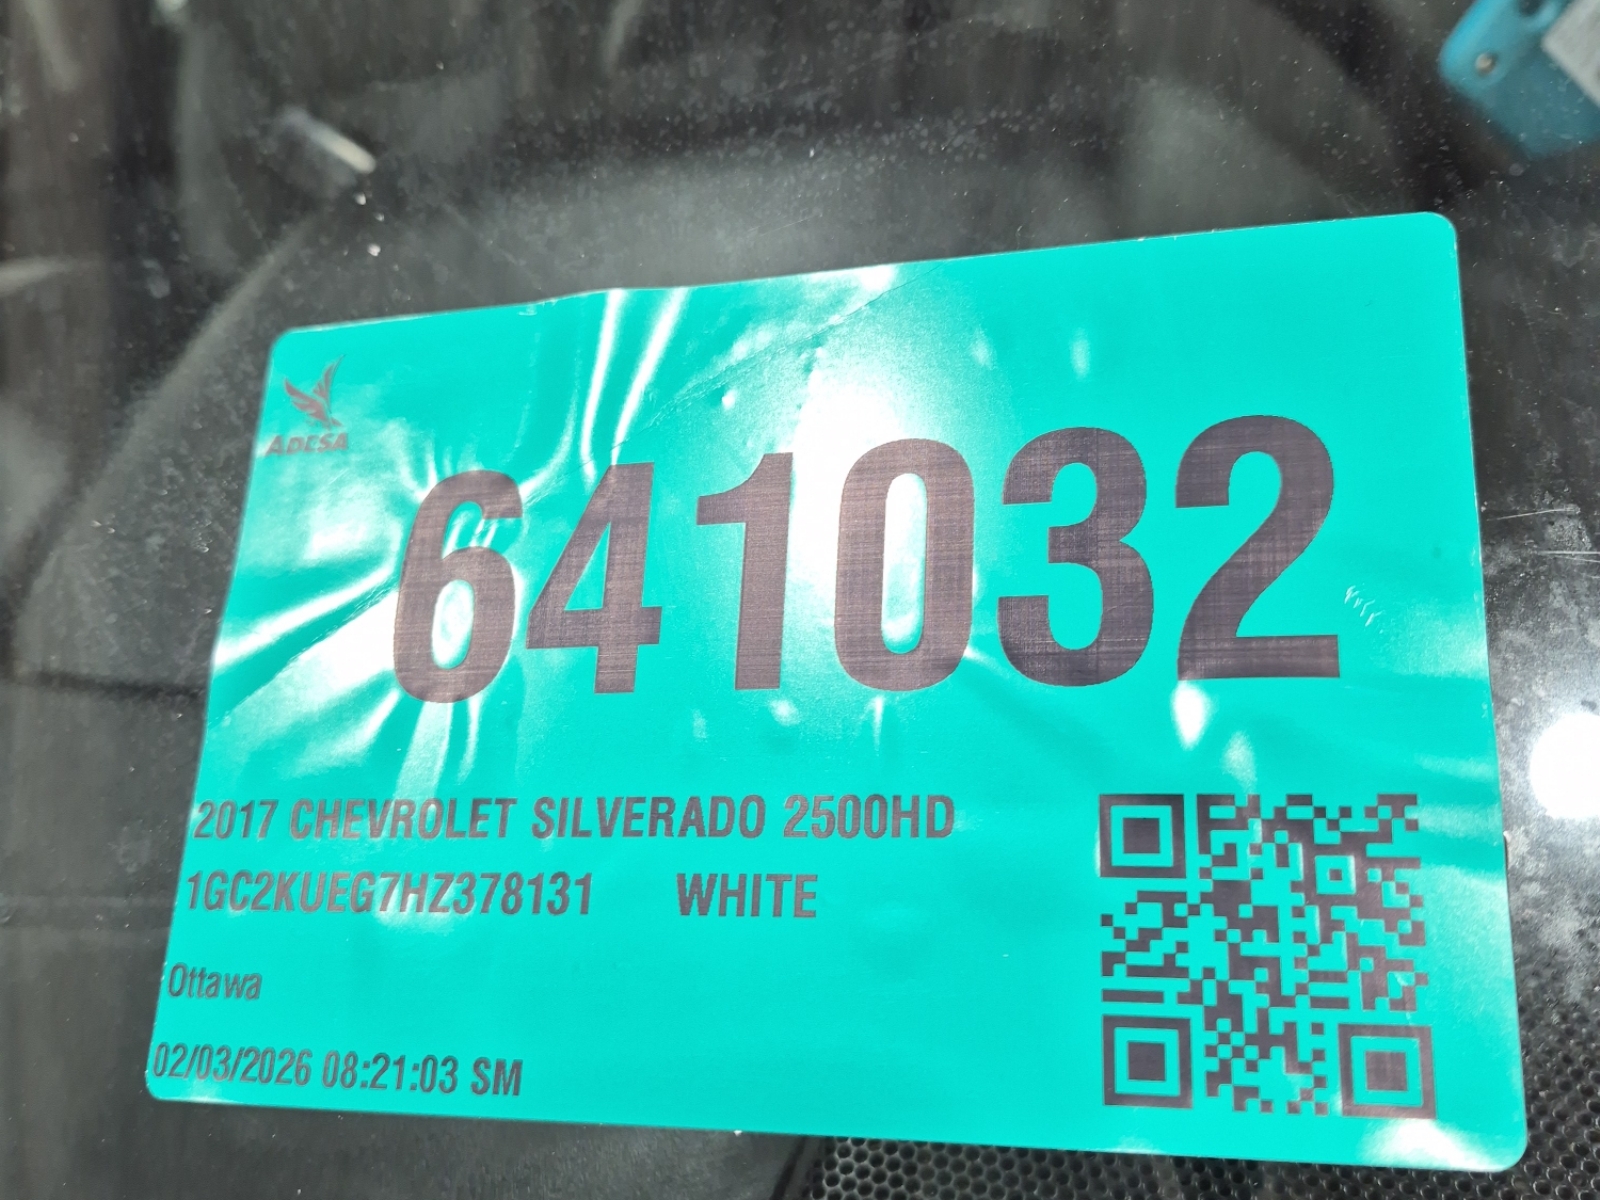 ADESA
641032
2017 CHEVROLET SILVERADO 2500HD
1GC2KUEG7HZ378131 WHITE
Ottawa
02/03/2026 08:21:03 SM